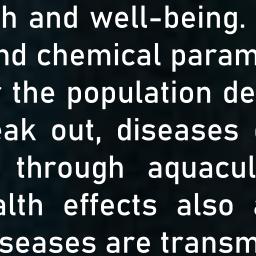 h and well-being.
nd chemical param
the population de
eak out, diseases
through aquacul
alth effects also
seases are transm